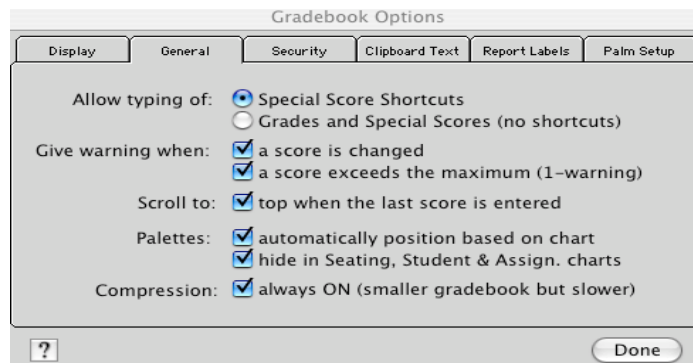 Gradebook Options
Display General Security Clipboard Text Report Labels Palm Setup
Allow typing of: Special Score Shortcuts
Grades and Special Scores (no shortcuts)
Give warning when: a score is changed
a score exceeds the maximum (1-warning)
Scroll to: top when the last score is entered
Palettes: automatically position based on chart
hide in Seating, Student & Assign. charts
Compression: always ON (smaller gradebook but slower)
? Done